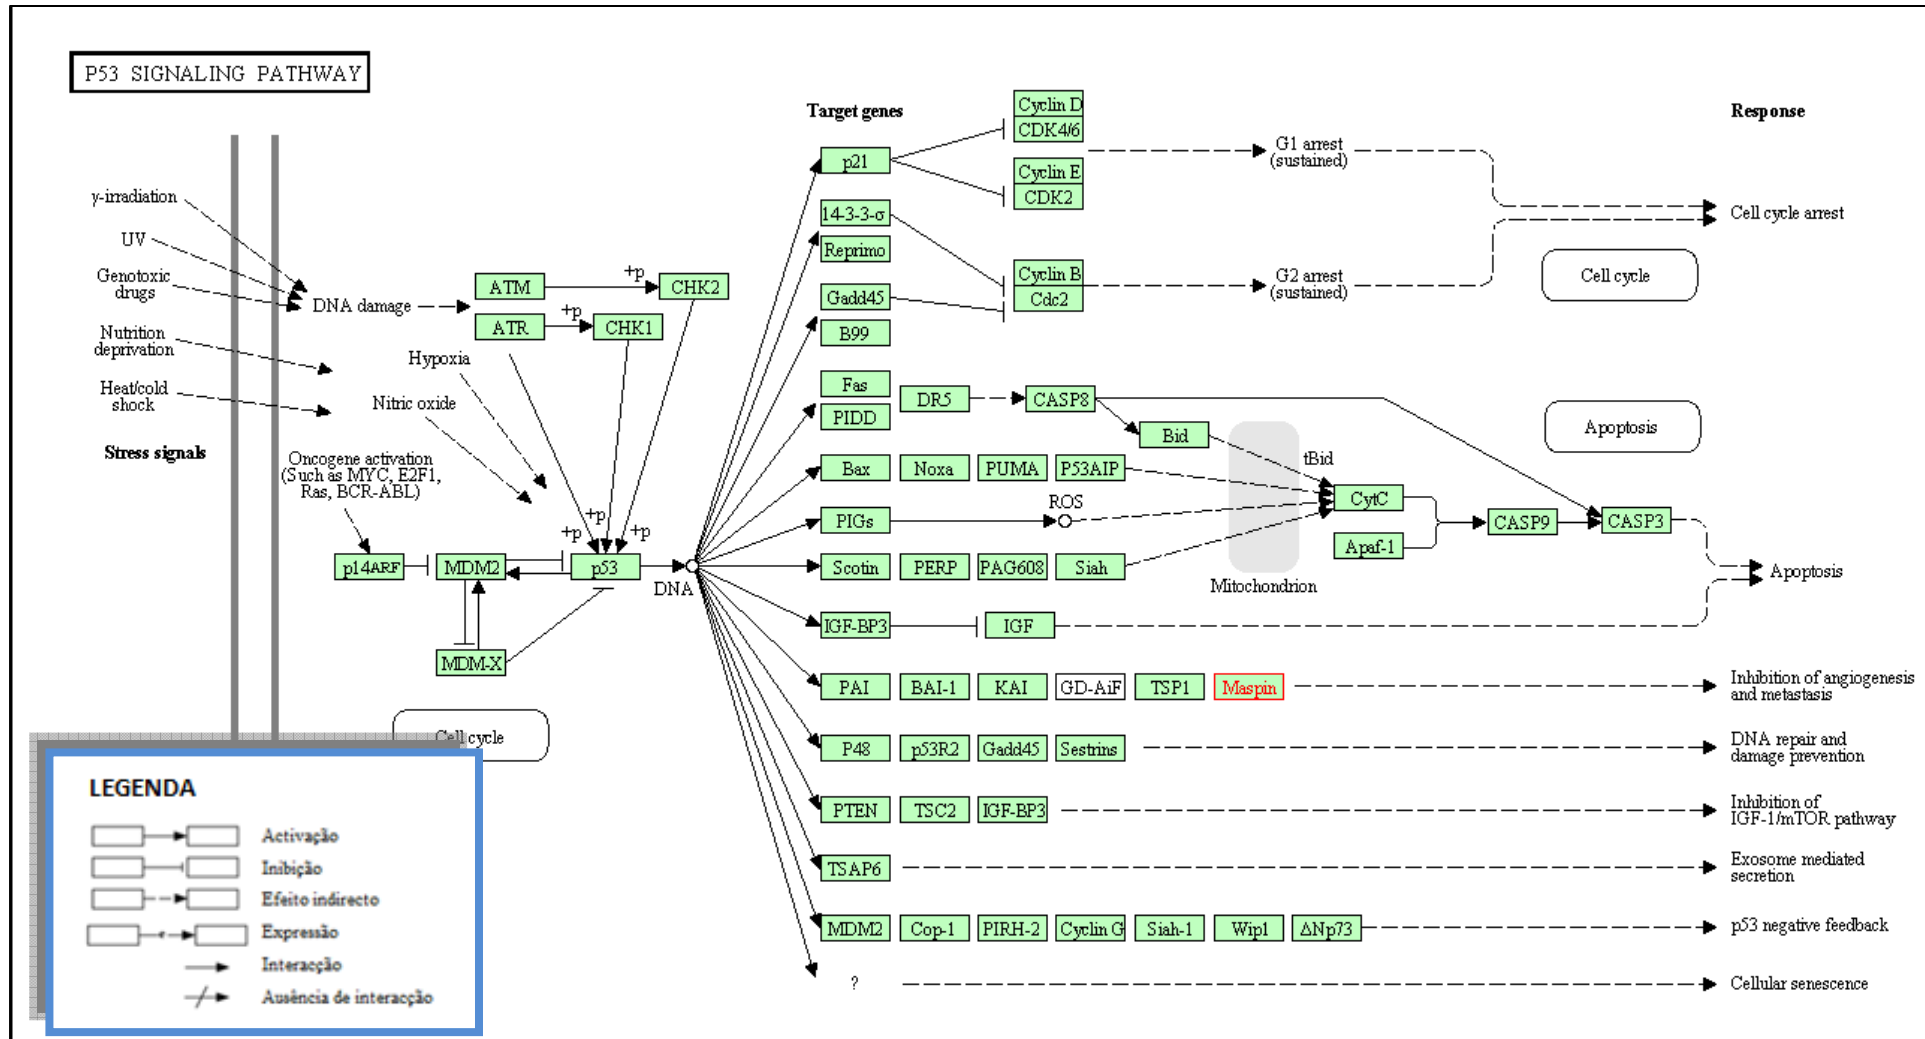 P53 SIGNALING PATHWAY
Target genes
Response
γ-irradiation
UV
Genotoxic
drugs
Nutrition
deprivation
Heat/cold
shock
Stress signals
DNA damage
ATM
+p
CHK2
ATR
+p
CHK1
Hypoxia
Nitric oxide
Oncogene activation
(Such as MYC, E2F1,
Ras, BCR-ABL)
+p
+p
+p
p14ARF
MDM2
p53
DNA
MDM-X
Cell cycle
p21
Cyclin D
CDK4/6
Cyclin E
CDK2
G1 arrest
(sustained)
14-3-3-σ
Reprimo
Cyclin B
Cdc2
G2 arrest
(sustained)
Cell cycle arrest
Cell cycle
Gadd45
B99
Fas
PIDD
DR5
CASP8
Bid
tBid
Apoptosis
Bax
Noxa
PUMA
P53AIP
CytC
PIGs
ROS
CASP9
CASP3
Apaf-1
Scotin
PERP
PAG608
Siah
Mitochondrion
Apoptosis
IGF-BP3
IGF
PAI
BAI-1
KAI
GD-AiF
TSP1
Maspin
Inhibition of angiogenesis
and metastasis
P48
p53R2
Gadd45
Sestrins
DNA repair and
damage prevention
PTEN
TSC2
IGF-BP3
Inhibition of
IGF-1/mTOR pathway
TSAP6
Exosome mediated
secretion
MDM2
Cop-1
PIRH-2
Cyclin G
Siah-1
Wip1
ΔNp73
p53 negative feedback
?
Cellular senescence
LEGENDA
Activação
Inibição
Efeito indirecto
e
Expressão
Interacção
Ausência de interacção